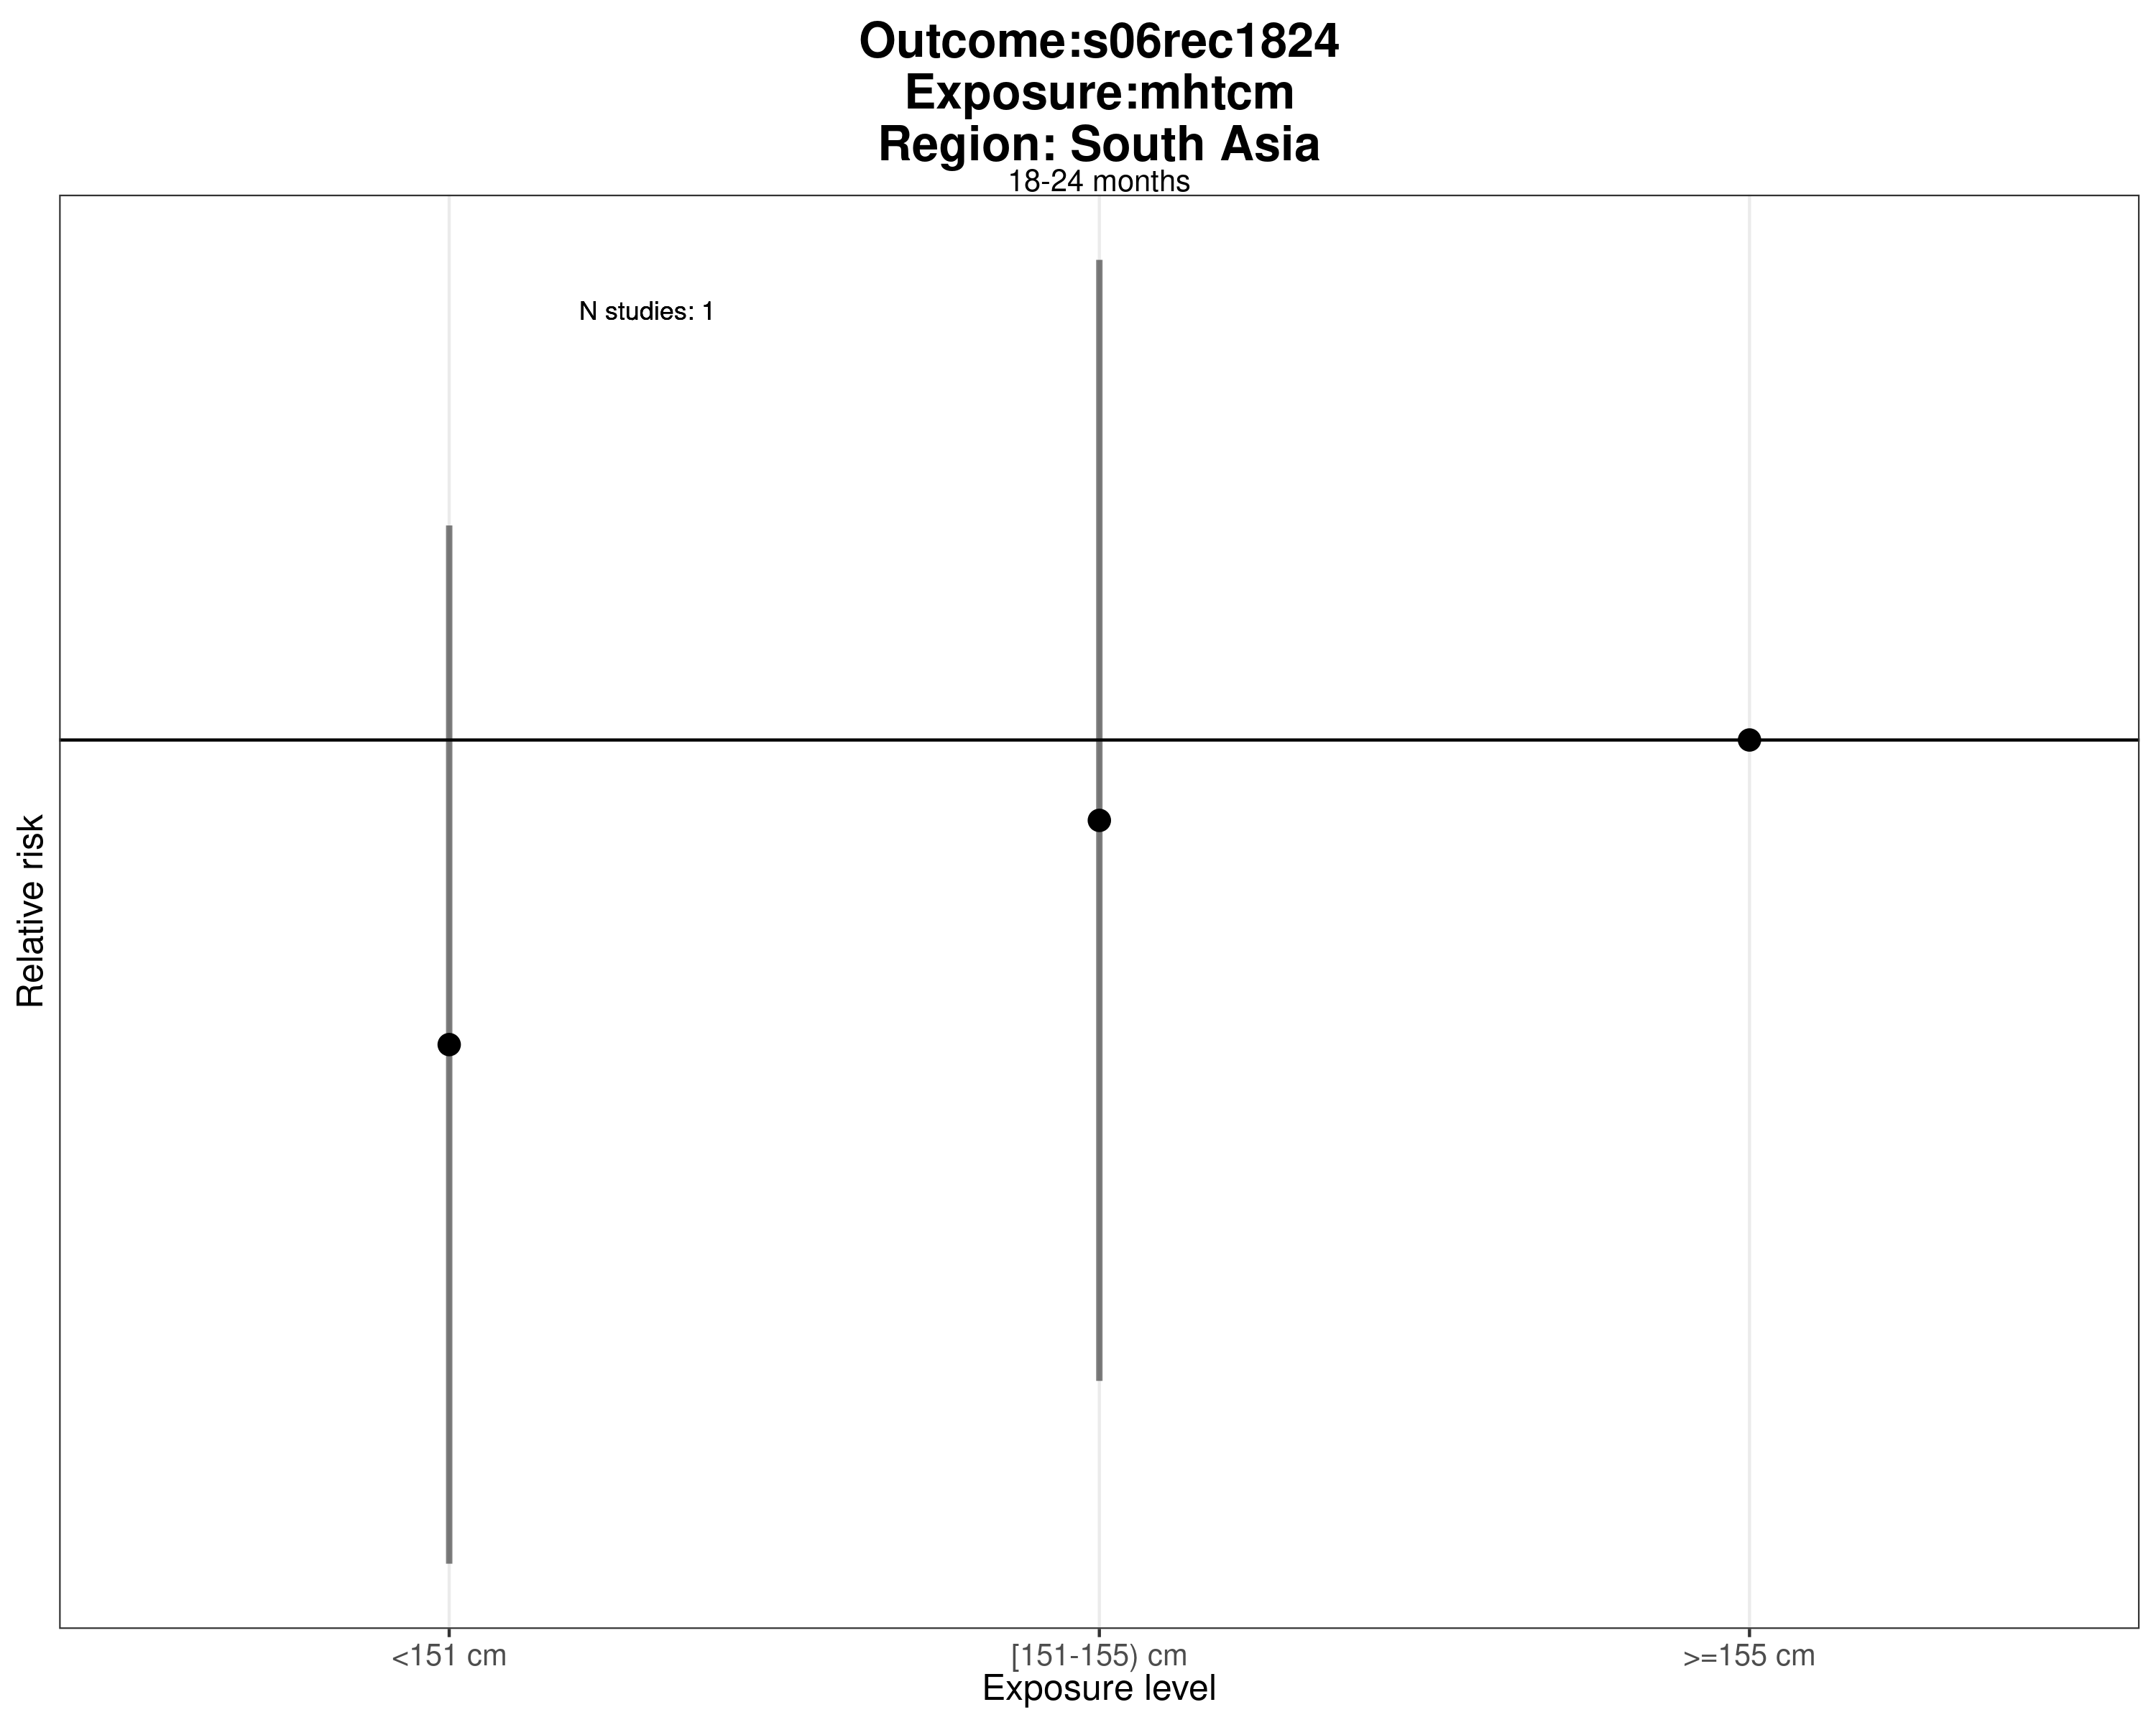 Outcome:s06rec1824
Exposure:mhtcm
Region: South Asia
18-24 months
N studies: 1
Relative risk
<151 cm
[151-155) cm
>=155 cm
Exposure level